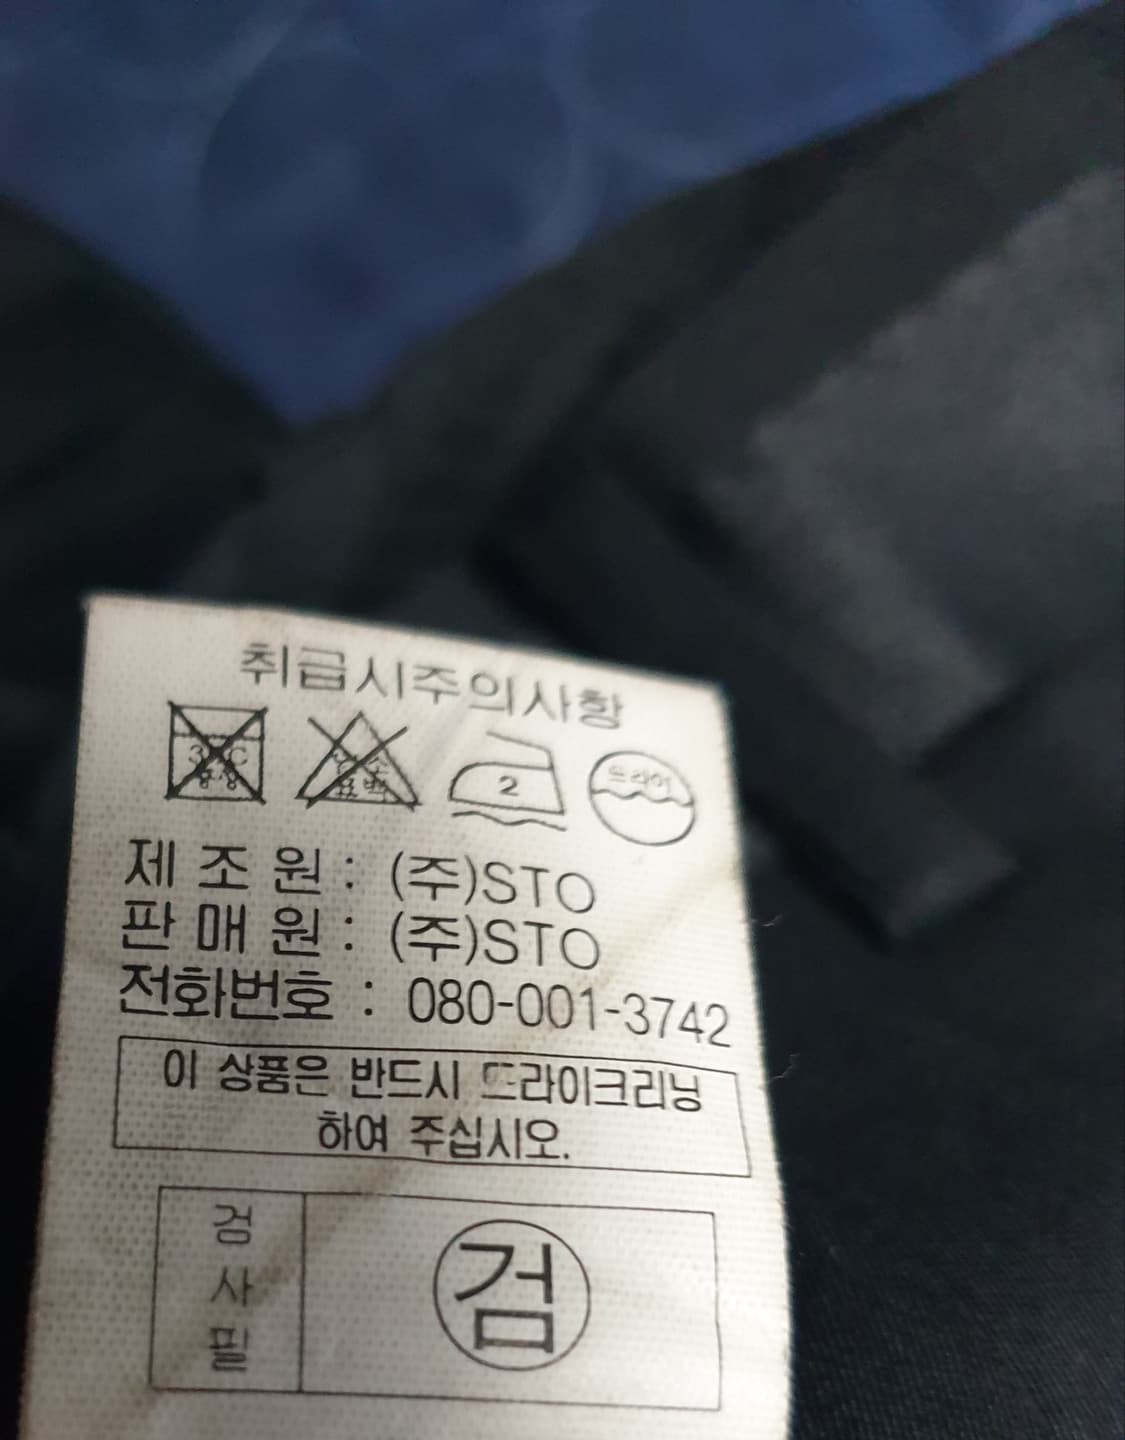 취급시주의사항
2 드라이
제 조 원 : (주)STO
판 매 원 : (주)STO
전화번호 : 080-001-3742
이 상품은 반드시 드라이크리닝
하여 주십시오.
검사필
검